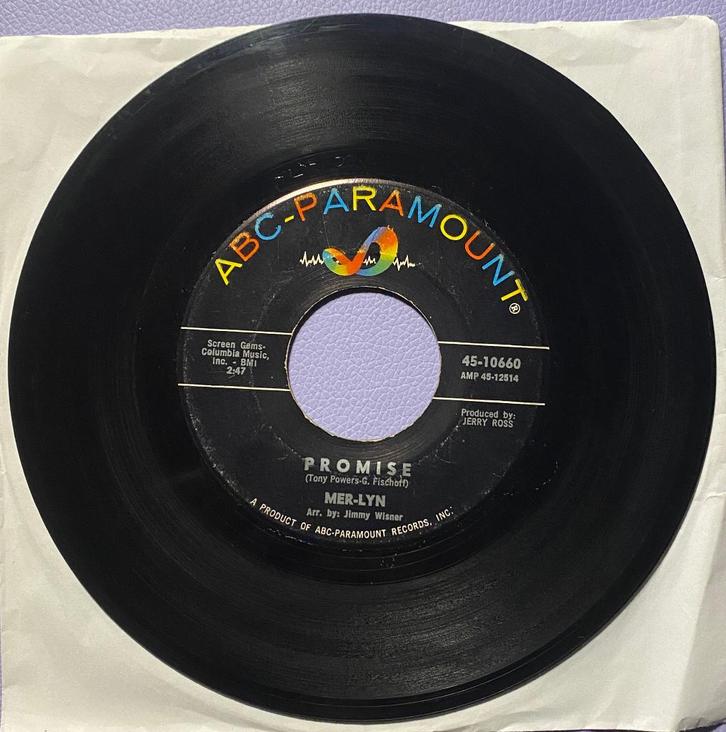 ABC-PARAMOUNT®
Screen Gems-
Columbia Music,
Inc. - BMI
2:47
45-10660
AMP 45-12514
Produced by:
JERRY ROSS
PROMISE
(Tony Powers-G. Fischoff)
MER-LYN
Arr. by: Jimmy Wisner
A PRODUCT OF ABC-PARAMOUNT RECORDS, INC.